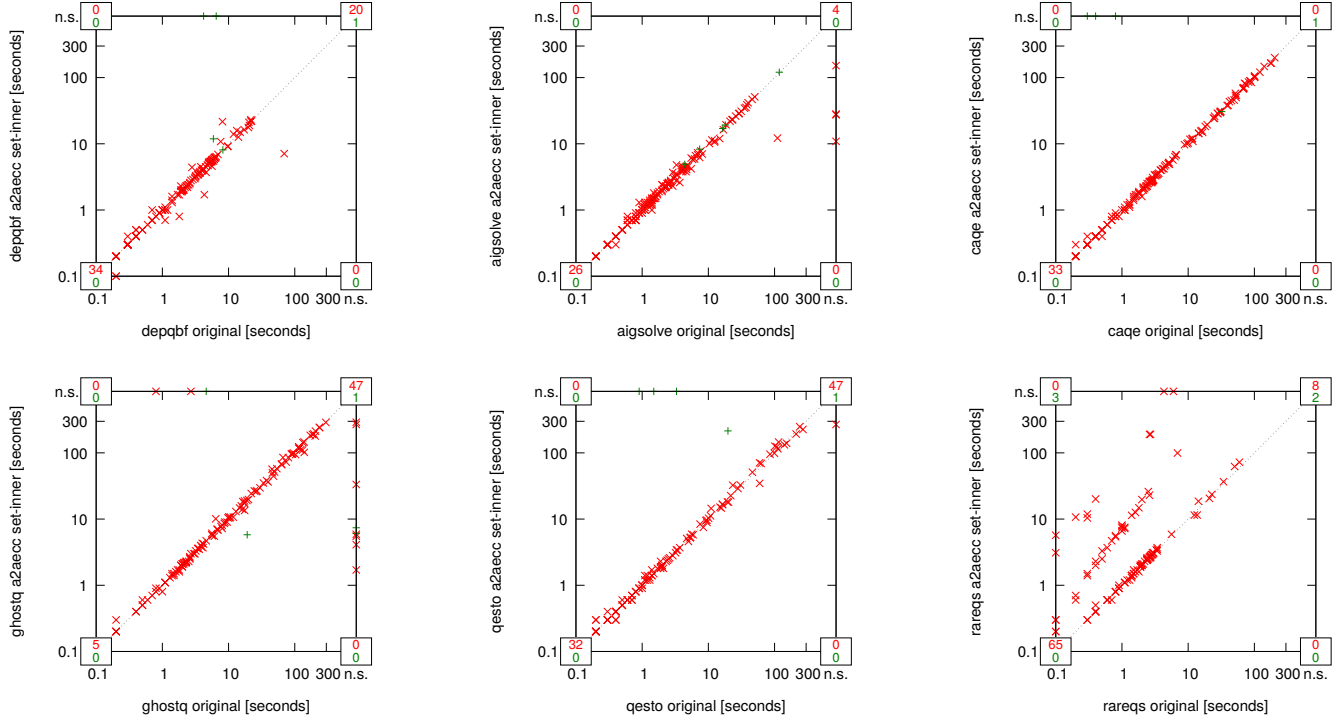 0 0 20 1
n.s. 300 100 10 1 0.1
depqbf a2aecc set-inner [seconds]
34 0 0 0
0.1 1 10 100 300 n.s.
depqbf original [seconds]
0 0 4 0
n.s. 300 100 10 1 0.1
aigsolve a2aecc set-inner [seconds]
26 0 0 0
0.1 1 10 100 300 n.s.
aigsolve original [seconds]
0 0 0 1
n.s. 300 100 10 1 0.1
caqe a2aecc set-inner [seconds]
33 0 0 0
0.1 1 10 100 300 n.s.
caqe original [seconds]
0 0 47 1
n.s. 300 100 10 1 0.1
ghostq a2aecc set-inner [seconds]
5 0 0 0
0.1 1 10 100 300 n.s.
ghostq original [seconds]
0 0 47 1
n.s. 300 100 10 1 0.1
qesto a2aecc set-inner [seconds]
32 0 0 0
0.1 1 10 100 300 n.s.
qesto original [seconds]
0 3 8 2
n.s. 300 100 10 1 0.1
rareqs a2aecc set-inner [seconds]
65 0 0 0
0.1 1 10 100 300 n.s.
rareqs original [seconds]